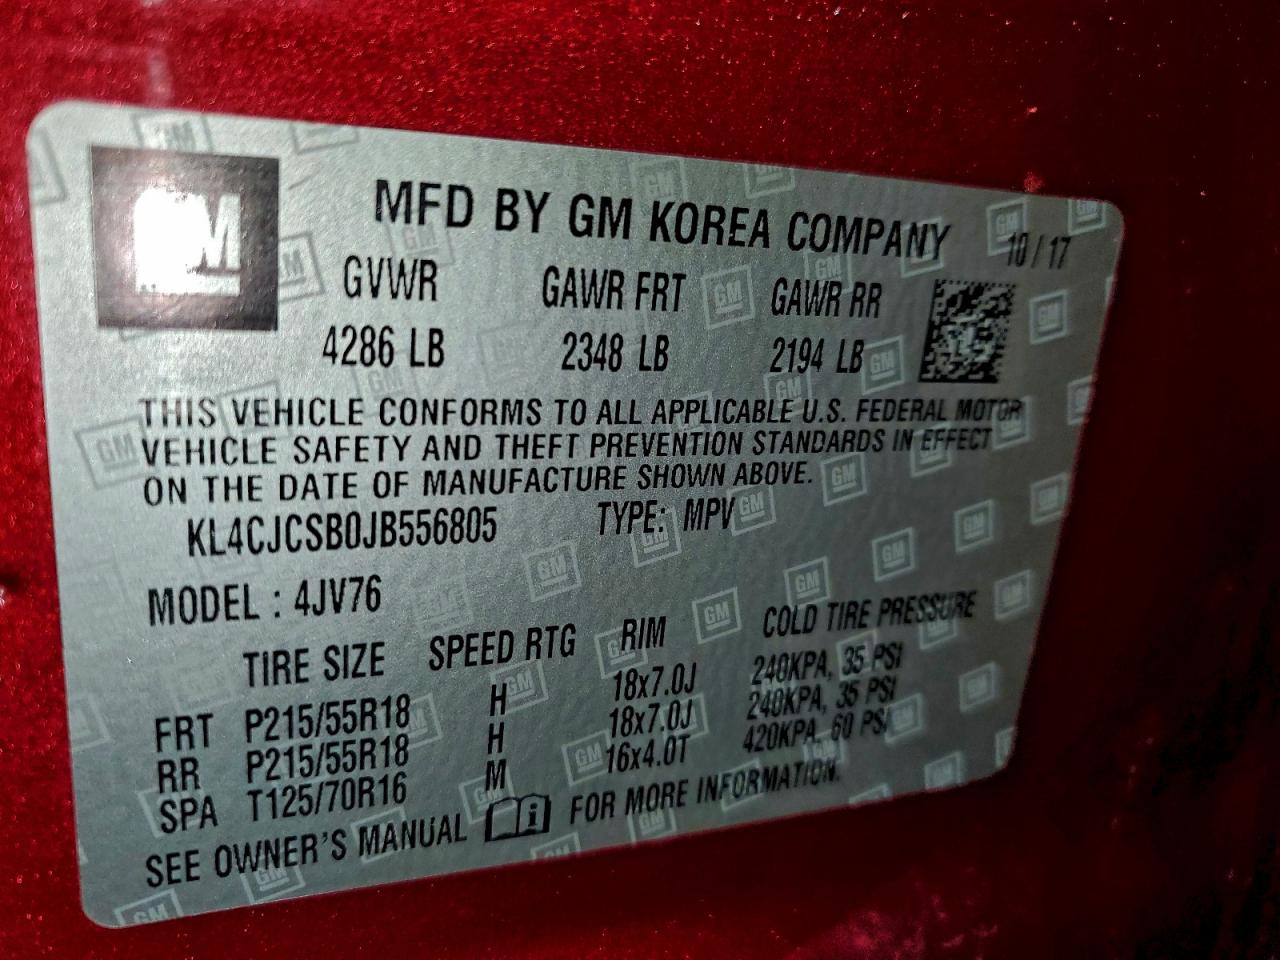 GM
MFD BY GM KOREA COMPANY 10/17
GVWR GAWR FRT GAWR RR
4286 LB 2348 LB 2194 LB
THIS VEHICLE CONFORMS TO ALL APPLICABLE U.S. FEDERAL MOTOR
VEHICLE SAFETY AND THEFT PREVENTION STANDARDS IN EFFECT
ON THE DATE OF MANUFACTURE SHOWN ABOVE.
KL4CJCSB0JB556805 TYPE: MPV
MODEL : 4JV76
TIRE SIZE SPEED RTG RIM COLD TIRE PRESSURE
FRT P215/55R18 H 18x7.0J 240KPA, 35 PSI
RR P215/55R18 H 18x7.0J 240KPA, 35 PSI
SPA T125/70R16 M 16x4.0T 420KPA, 60 PSI
SEE OWNER'S MANUAL i FOR MORE INFORMATION.